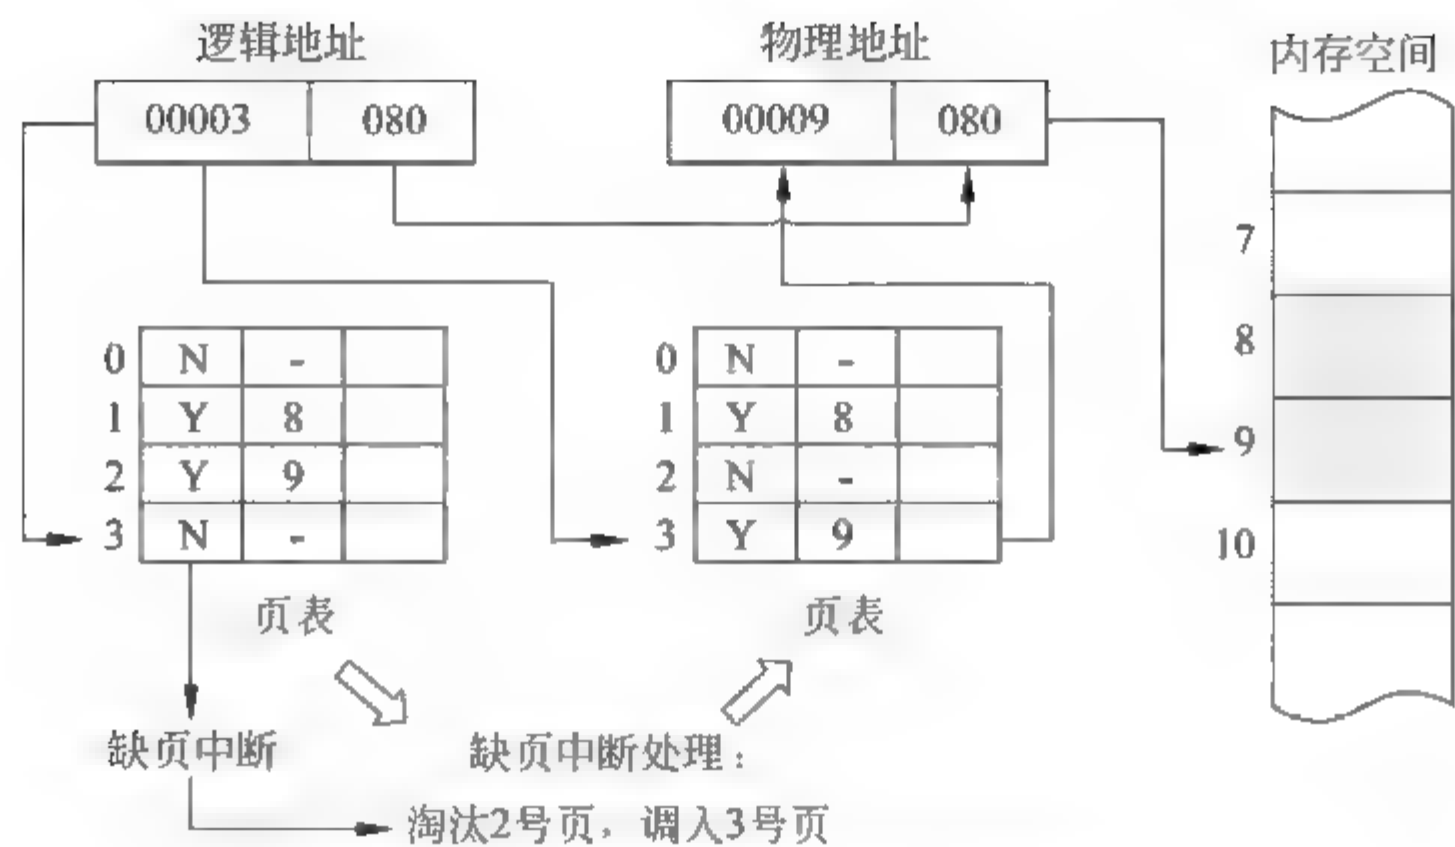 逻辑地址 物理地址 内存空间
00003 080 00009 080
7
8
9
10
0 N - 0 N -
1 Y 8 1 Y 8
2 Y 9 2 N -
3 N - 3 Y 9
页表 页表
缺页中断 缺页中断处理:
淘汰2号页,调入3号页